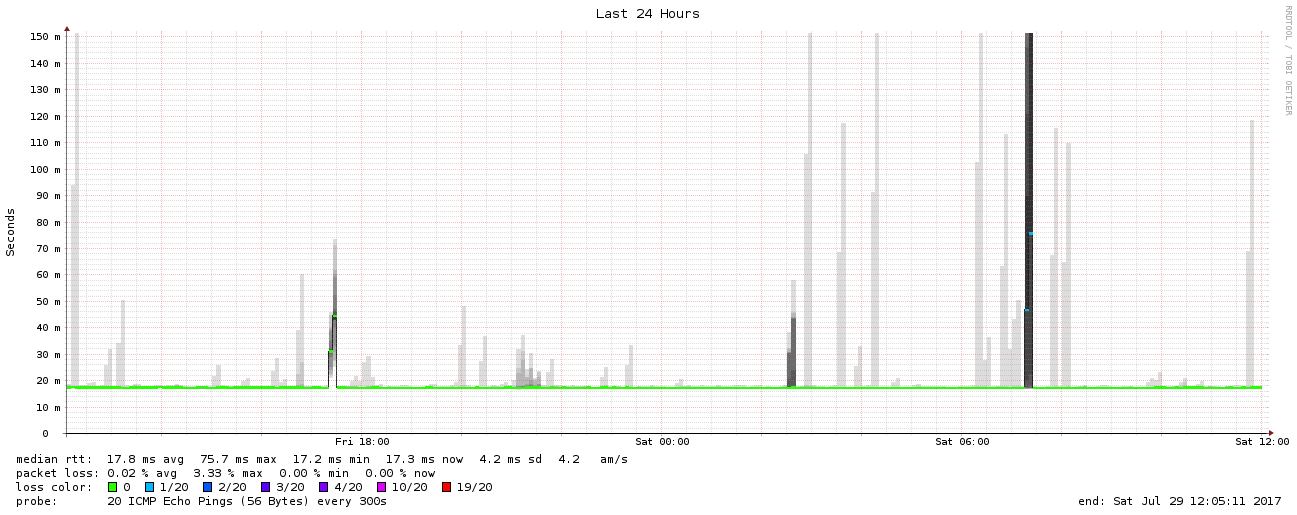 Last 24 Hours
RRDTOOL / TOBI OETIKER
150 m
140 m
130 m
120 m
110 m
100 m
90 m
80 m
70 m
60 m
50 m
40 m
30 m
20 m
10 m
0
Seconds
Fri 18:00 Sat 00:00 Sat 06:00 Sat 12:00
median rtt: 17.8 ms avg 75.7 ms max 17.2 ms min 17.3 ms now 4.2 ms sd 4.2 am/s
packet loss: 0.02 % avg 3.33 % max 0.00 % min 0.00 % now
loss color: 0 1/20 2/20 3/20 4/20 10/20 19/20
probe: 20 ICMP Echo Pings (56 Bytes) every 300s end: Sat Jul 29 12:05:11 2017